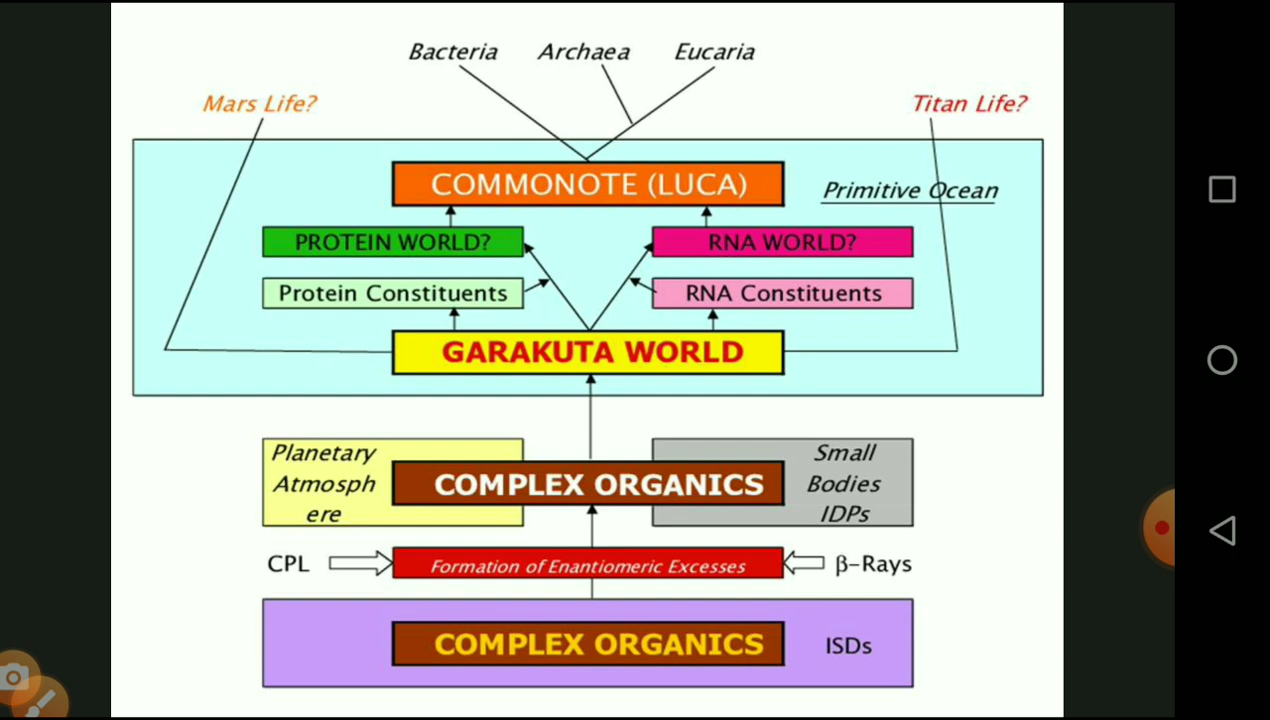 Bacteria Archaea Eucaria
Mars Life? Titan Life?
COMMONOTE (LUCA)
Primitive Ocean
PROTEIN WORLD? RNA WORLD?
Protein Constituents RNA Constituents
GARAKUTA WORLD
Planetary
Atmosph
ere
COMPLEX ORGANICS
Small
Bodies
IDPs
CPL Formation of Enantiomeric Excesses β-Rays
COMPLEX ORGANICS ISDs